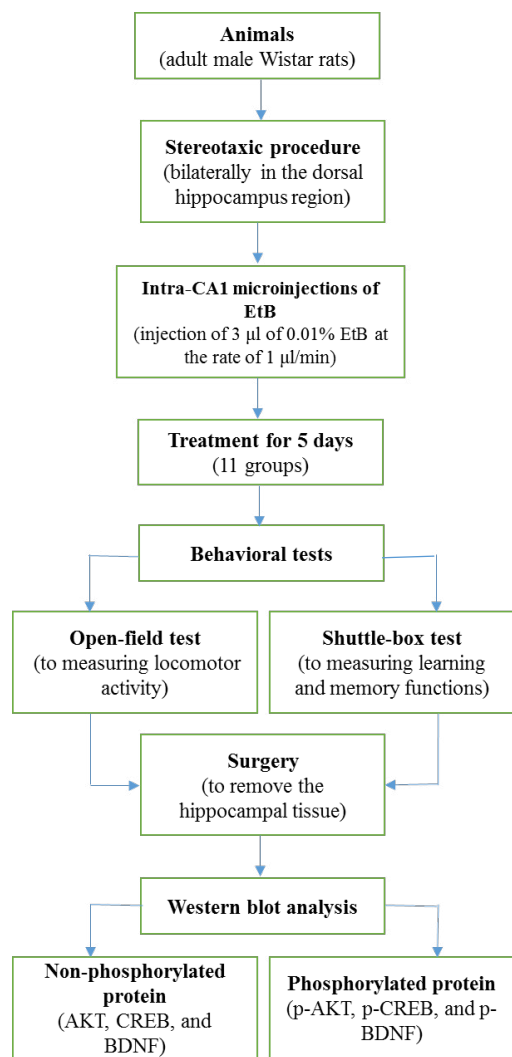 Animals
(adult male Wistar rats)
Stereotaxic procedure
(bilaterally in the dorsal
hippocampus region)
Intra-CA1 microinjections of
EtB
(injection of 3 μl of 0.01% EtB at
the rate of 1 μl/min)
Treatment for 5 days
(11 groups)
Behavioral tests
Open-field test
(to measuring locomotor
activity)
Shuttle-box test
(to measuring learning
and memory functions)
Surgery
(to remove the
hippocampal tissue)
Western blot analysis
Non-phosphorylated
protein
(AKT, CREB, and
BDNF)
Phosphorylated protein
(p-AKT, p-CREB, and p-
BDNF)